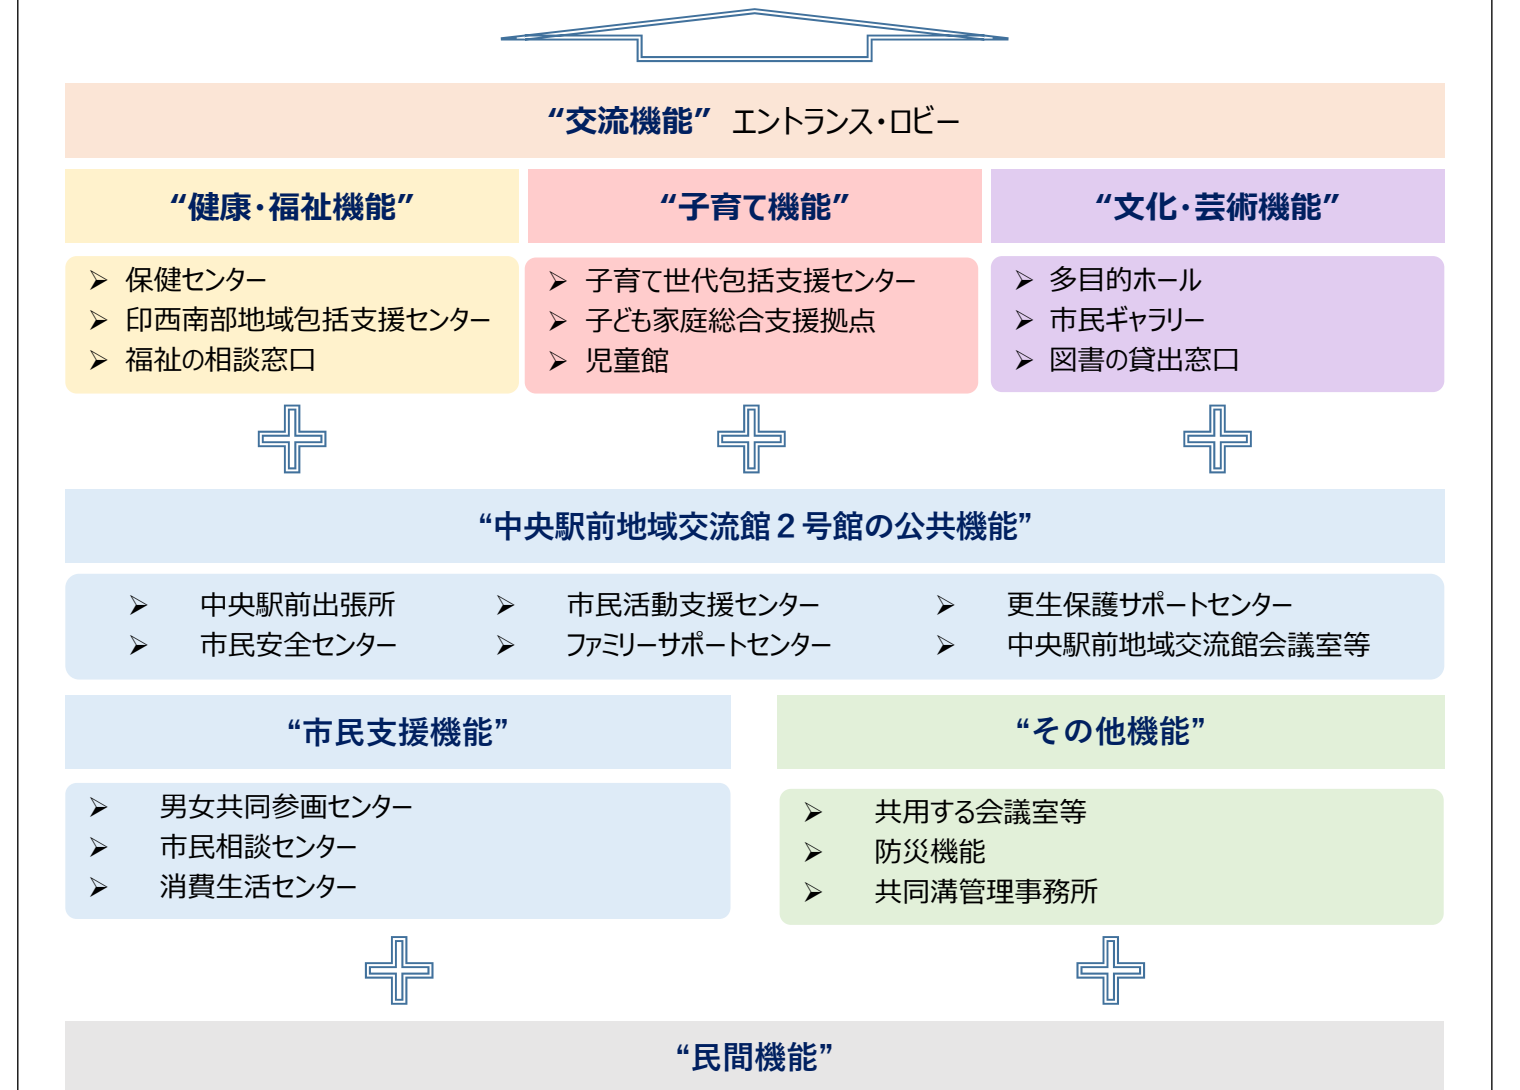 “交流機能” エントランス・ロビー
“健康・福祉機能”
➢ 保健センター
➢ 印西南部地域包括支援センター
➢ 福祉の相談窓口
“子育て機能”
➢ 子育て世代包括支援センター
➢ 子ども家庭総合支援拠点
➢ 児童館
“文化・芸術機能”
➢ 多目的ホール
➢ 市民ギャラリー
➢ 図書の貸出窓口
“中央駅前地域交流館２号館の公共機能”
➢ 中央駅前出張所
➢ 市民安全センター
➢ 市民活動支援センター
➢ ファミリーサポートセンター
➢ 更生保護サポートセンター
➢ 中央駅前地域交流館会議室等
“市民支援機能”
➢ 男女共同参画センター
➢ 市民相談センター
➢ 消費生活センター
“その他機能”
➢ 共用する会議室等
➢ 防災機能
➢ 共同溝管理事務所
“民間機能”